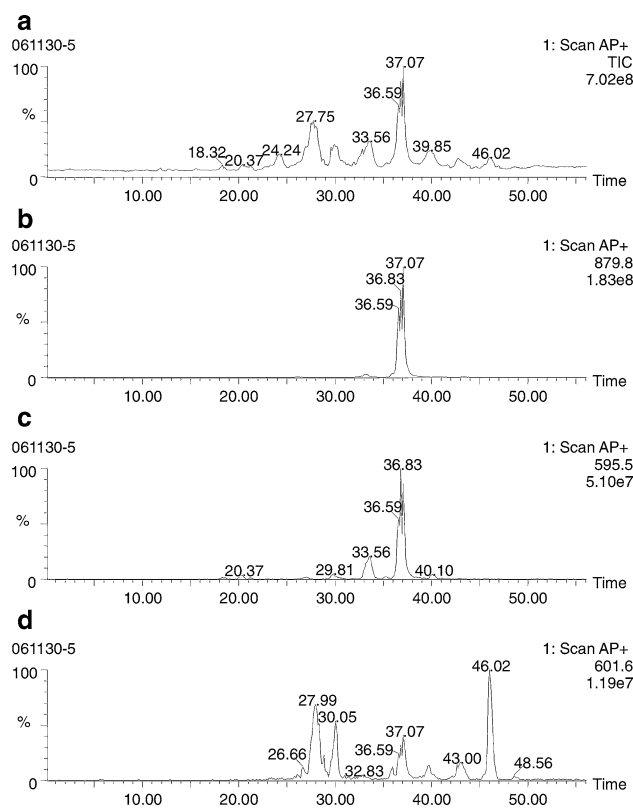 a
061130-5
1: Scan AP+
TIC
7.02e8
100
%
0
18.32
20.37
24.24
27.75
33.56
36.59
37.07
39.85
46.02
10.00 20.00 30.00 40.00 50.00
Time
b
061130-5
1: Scan AP+
879.8
1.83e8
100
%
0
36.59
36.83
37.07
10.00 20.00 30.00 40.00 50.00
Time
c
061130-5
1: Scan AP+
595.5
5.10e7
100
%
0
20.37
29.81
33.56
36.59
36.83
40.10
10.00 20.00 30.00 40.00 50.00
Time
d
061130-5
1: Scan AP+
601.6
1.19e7
100
%
0
26.66
27.99
30.05
32.83
36.59
37.07
43.00
46.02
48.56
10.00 20.00 30.00 40.00 50.00
Time